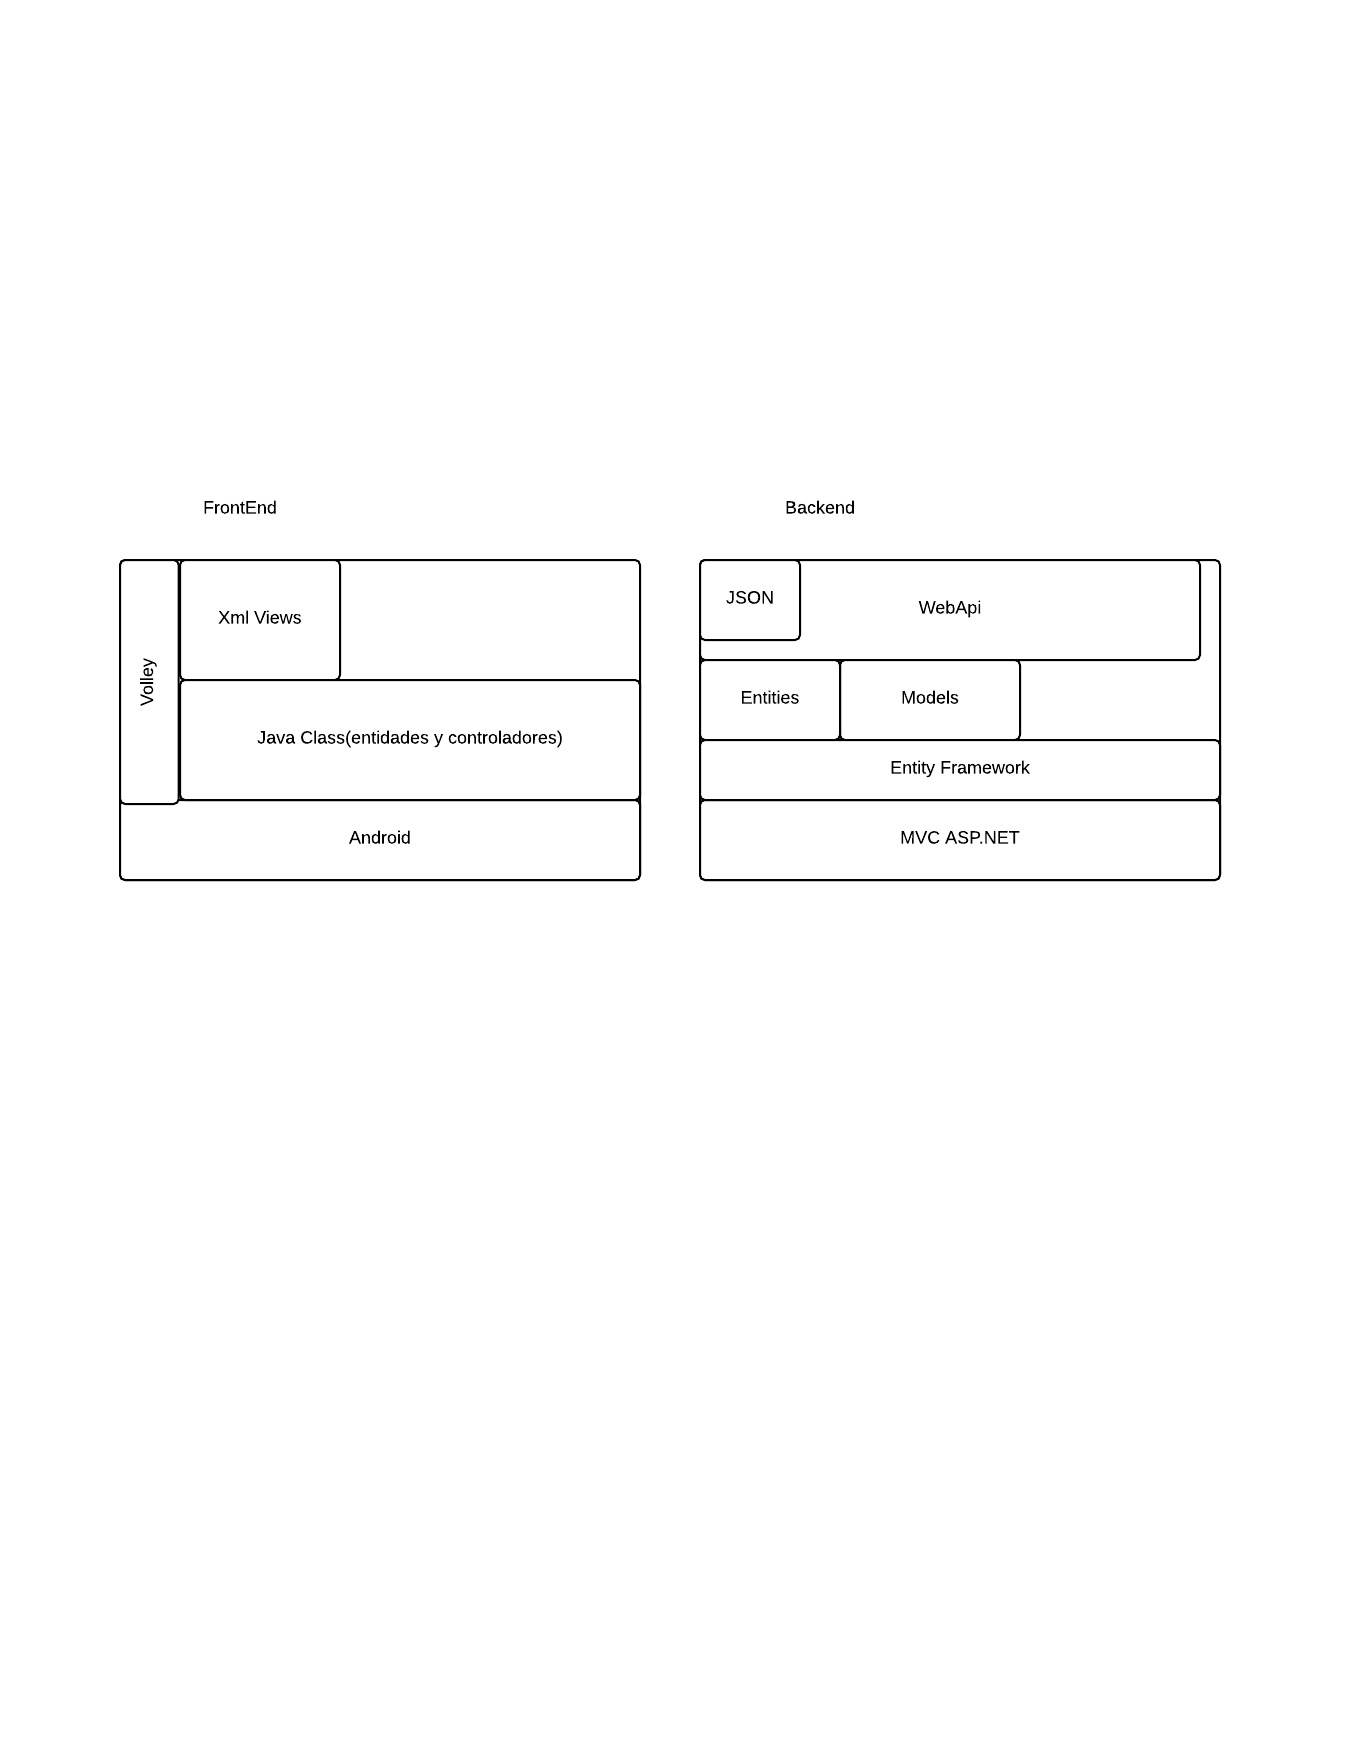 FrontEnd
Volley
Xml Views
Java Class(entidades y controladores)
Android
Backend
JSON
WebApi
Entities
Models
Entity Framework
MVC ASP.NET